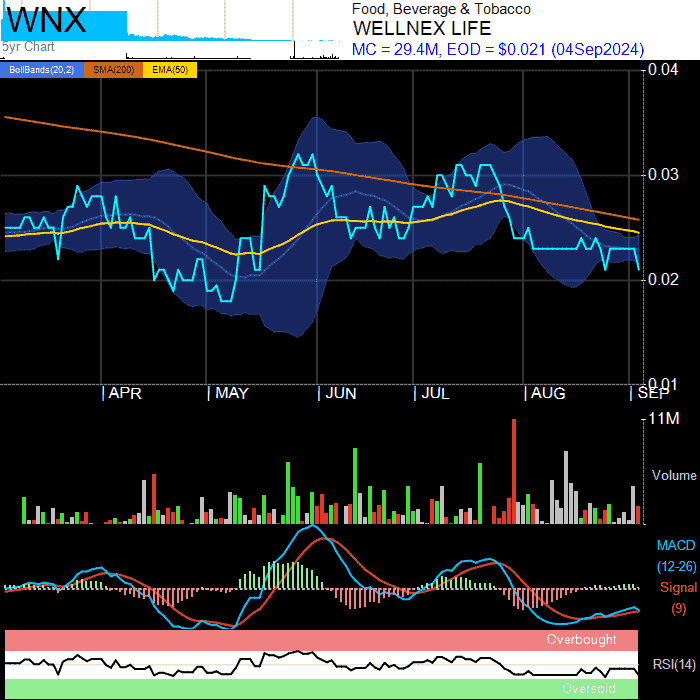 WNX
5yr Chart
Food, Beverage & Tobacco
WELLNEX LIFE
MC = 29.4M, EOD = $0.021 (04Sep2024)
BollBands(20,2) SMA(200) EMA(50)
0.04
0.03
0.02
0.01
APR MAY JUN JUL AUG SEP
11M
Volume
MACD
(12-26)
Signal
(9)
Overbought
RSI(14)
Oversold